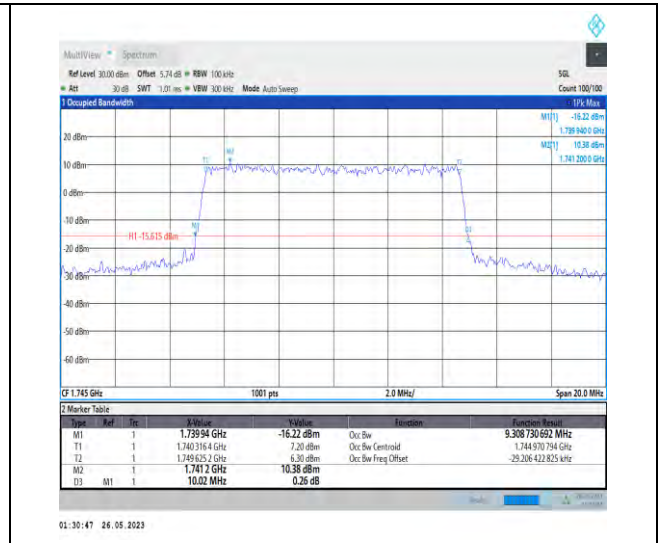 MultiView Spectrum
Ref Level 30.00 dBm Offset 5.74 dB RBW 100 kHz SGL
Att 30 dB SWT 1.01 ms VBW 300 kHz Mode Auto Sweep Count 100/100
1 Occupied Bandwidth 1Pk Max
M1[1] -16.22 dBm
1.739 940 0 GHz
M2[1] 10.38 dBm
1.741 200 0 GHz
20 dBm
10 dBm
0 dBm
-10 dBm
H1 -15.615 dBm
-20 dBm
-30 dBm
-40 dBm
-50 dBm
-60 dBm
T1
M2
T2
M1
D3
CF 1.745 GHz 1001 pts 2.0 MHz/ Span 20.0 MHz
2 Marker Table
Type Ref Trc X-Value Y-Value Function Function Result
M1 1 1.739 94 GHz -16.22 dBm Occ Bw 9.308 730 692 MHz
T1 1 1.740 316 4 GHz 7.20 dBm Occ Bw Centroid 1.744 970 794 GHz
T2 1 1.749 625 2 GHz 6.30 dBm Occ Bw Freq Offset -29.206 422 825 kHz
M2 1 1.741 2 GHz 10.38 dBm
D3 M1 1 10.02 MHz 0.26 dB
01:30:47 26.05.2023